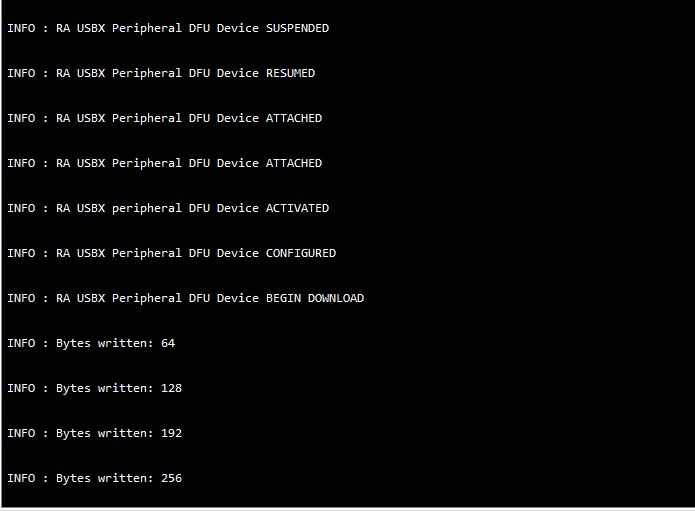 INFO : RA USBX Peripheral DFU Device SUSPENDED
INFO : RA USBX Peripheral DFU Device RESUMED
INFO : RA USBX Peripheral DFU Device ATTACHED
INFO : RA USBX Peripheral DFU Device ATTACHED
INFO : RA USBX peripheral DFU Device ACTIVATED
INFO : RA USBX Peripheral DFU Device CONFIGURED
INFO : RA USBX Peripheral DFU Device BEGIN DOWNLOAD
INFO : Bytes written: 64
INFO : Bytes written: 128
INFO : Bytes written: 192
INFO : Bytes written: 256